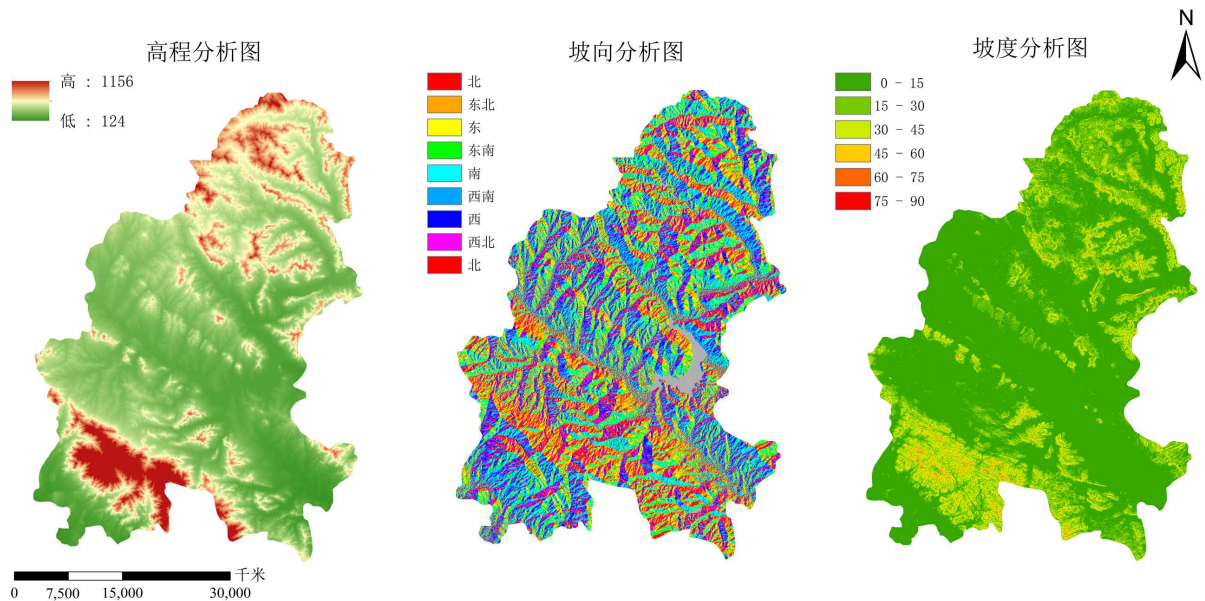 高程分析图
高 : 1156
低 : 124
坡向分析图
北
东北
东
东南
南
西南
西
西北
北
N
坡度分析图
0 - 15
15 - 30
30 - 45
45 - 60
60 - 75
75 - 90
千米
0 7,500 15,000 30,000